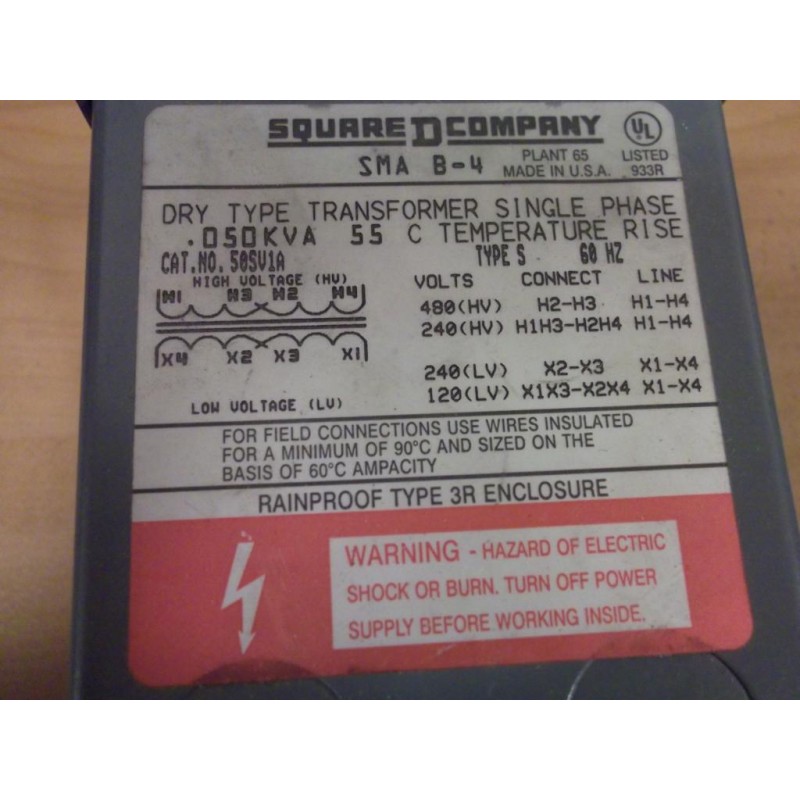 SQUARE D COMPANY
UL
SMA B-4
PLANT 65
MADE IN U.S.A.
LISTED
933R
DRY TYPE TRANSFORMER SINGLE PHASE
.050KVA 55 C TEMPERATURE RISE
CAT.NO. 50SV1A TYPE S 60 HZ
HIGH VOLTAGE (HV)
H1 H3 H2 H4
X4 X2 X3 X1
LOW VOLTAGE (LV)
VOLTS CONNECT LINE
480(HV) H2-H3 H1-H4
240(HV) H1H3-H2H4 H1-H4
240(LV) X2-X3 X1-X4
120(LV) X1X3-X2X4 X1-X4
FOR FIELD CONNECTIONS USE WIRES INSULATED
FOR A MINIMUM OF 90°C AND SIZED ON THE
BASIS OF 60°C AMPACITY
RAINPROOF TYPE 3R ENCLOSURE
WARNING - HAZARD OF ELECTRIC
SHOCK OR BURN. TURN OFF POWER
SUPPLY BEFORE WORKING INSIDE.